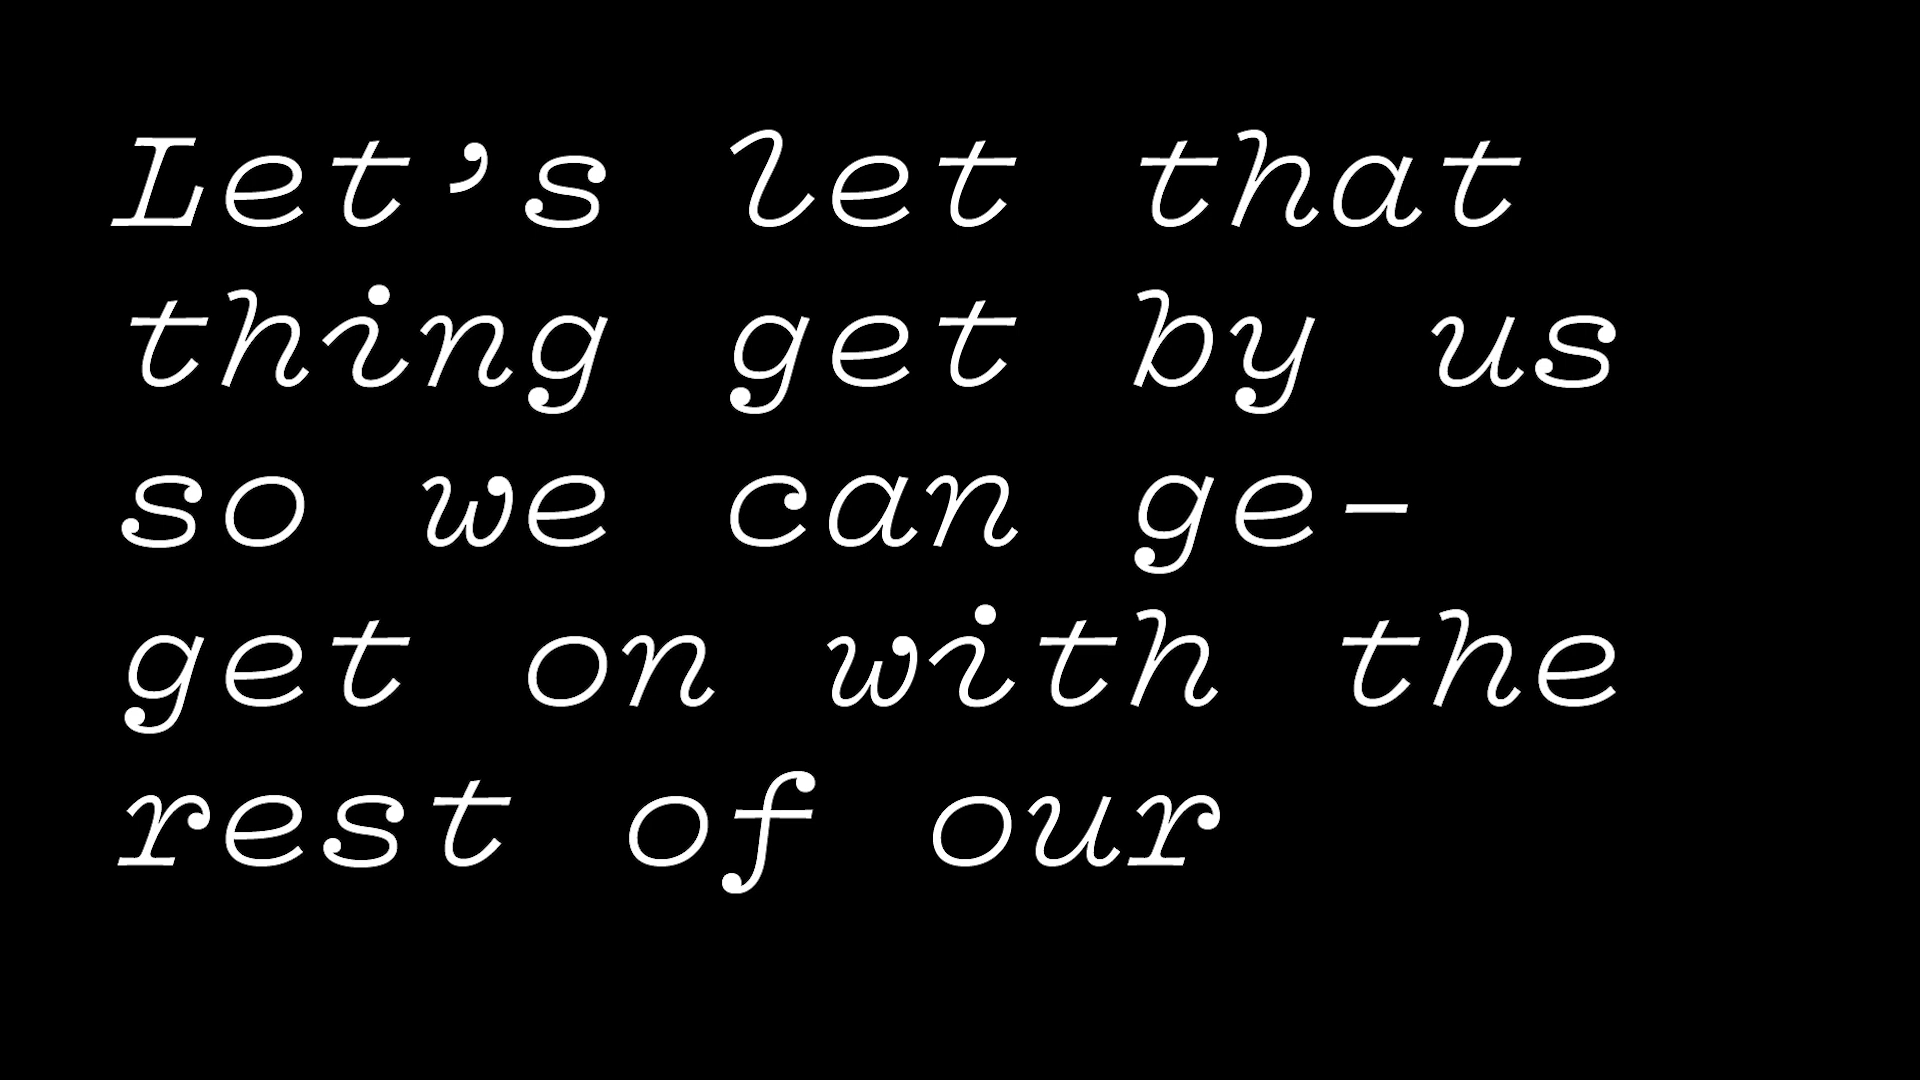 Let’s let that
thing get by us
so we can ge-
get on with the
rest of our